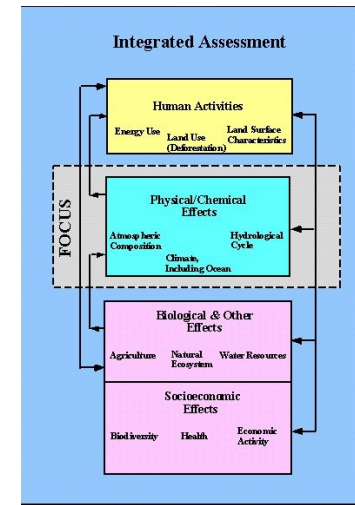 Integrated Assessment
Human Activities
Energy Use
Land Use
(Deforestation)
Land Surface
Characteristics
FOCUS
Physical/Chemical
Effects
Atmospheric
Composition
Climate,
Including Ocean
Hydrological
Cycle
Biological & Other
Effects
Agriculture
Natural
Ecosystem
Water Resources
Socioeconomic
Effects
Biodiversity
Health
Economic
Activity